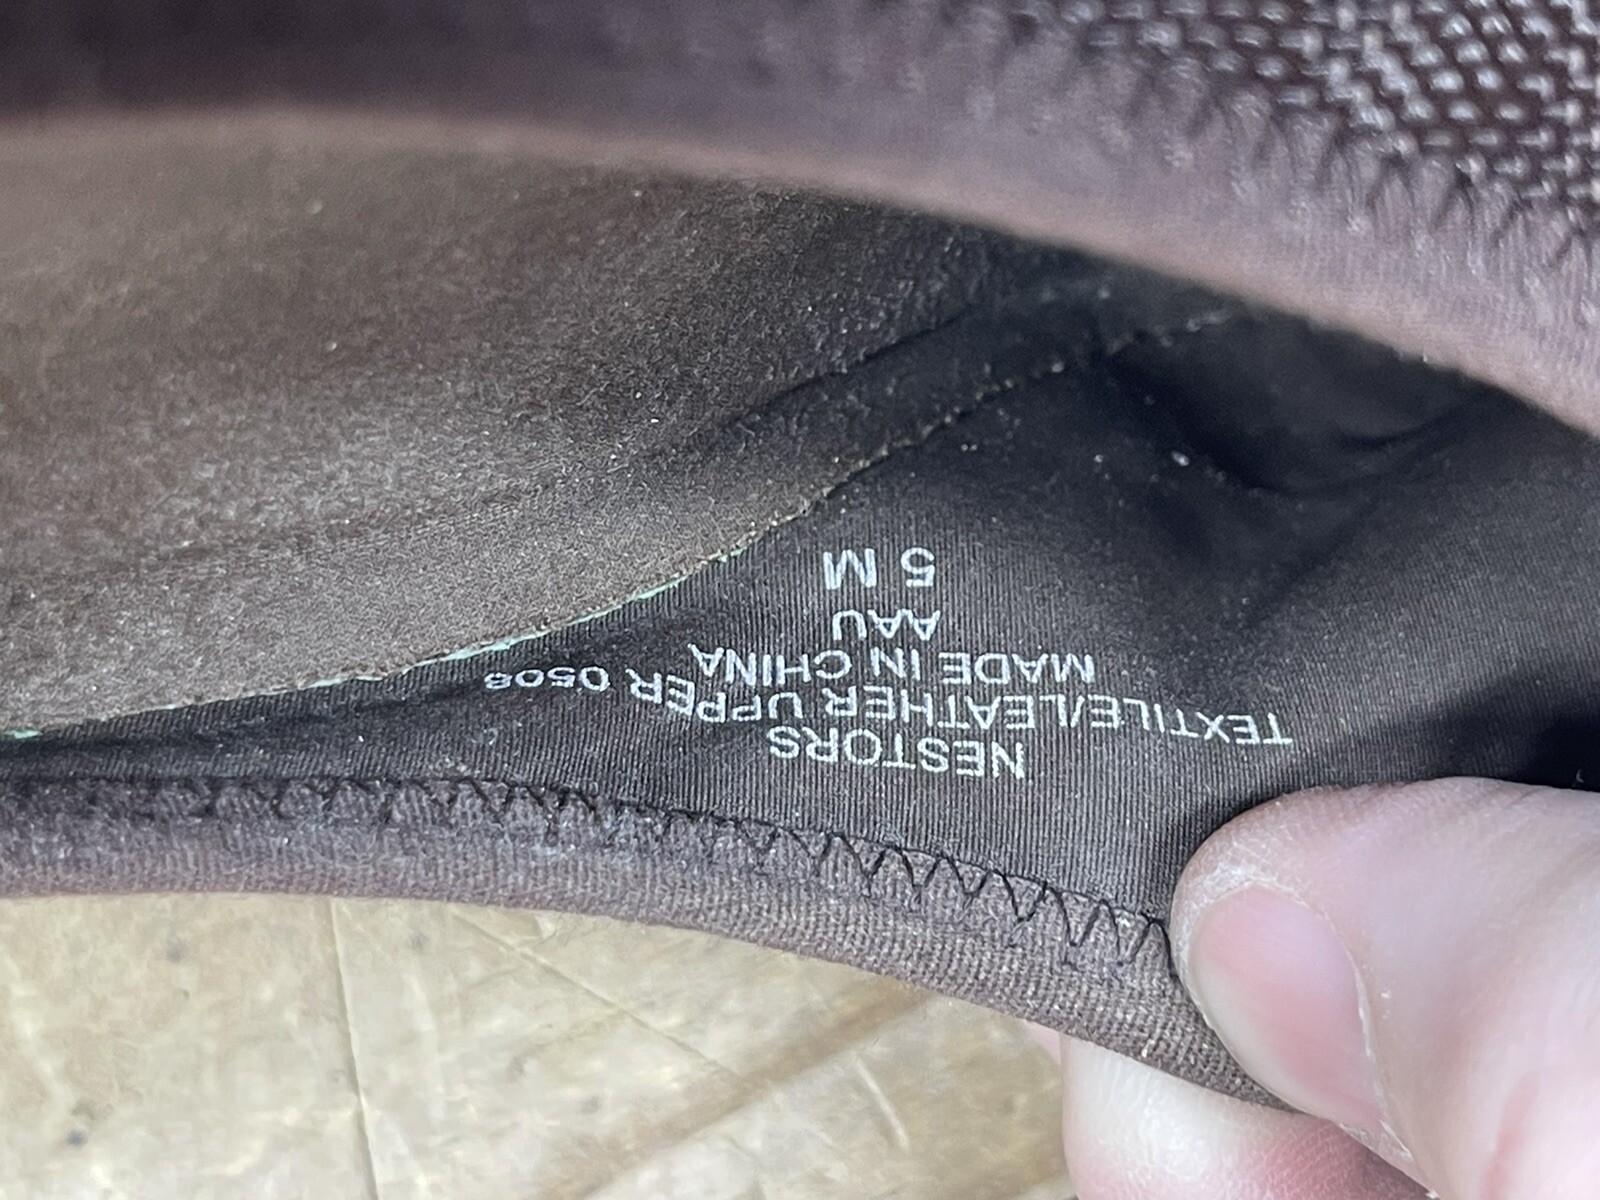 NESTORS
TEXTILE/LEATHER UPPER 0508
MADE IN CHINA
AAU
5 M